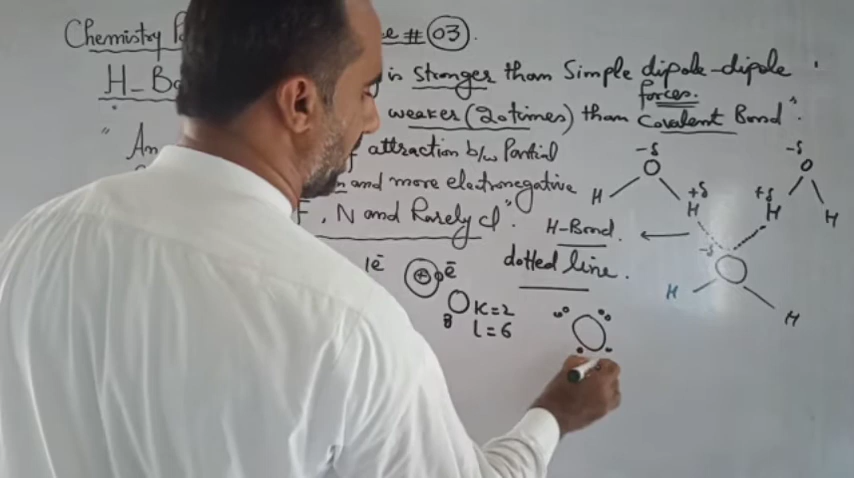 Chemistry # 03.
H-Bo is stronger than Simple dipole-dipole forces.
weaker (20 times) than Covalent Bond".
"An attraction b/w Partial
and more electronegative
F, N and Rarely Cl".
H-Bond.
dotted line.
1ē
+ ē
O K=2
8 L=6
-δ -δ
O O
H +δ +δ
H H H
-δ
O
H H
O